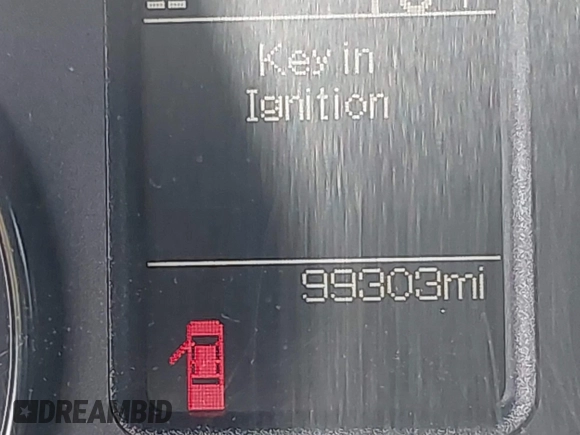 Key in
Ignition
99303mi
DREAMBID